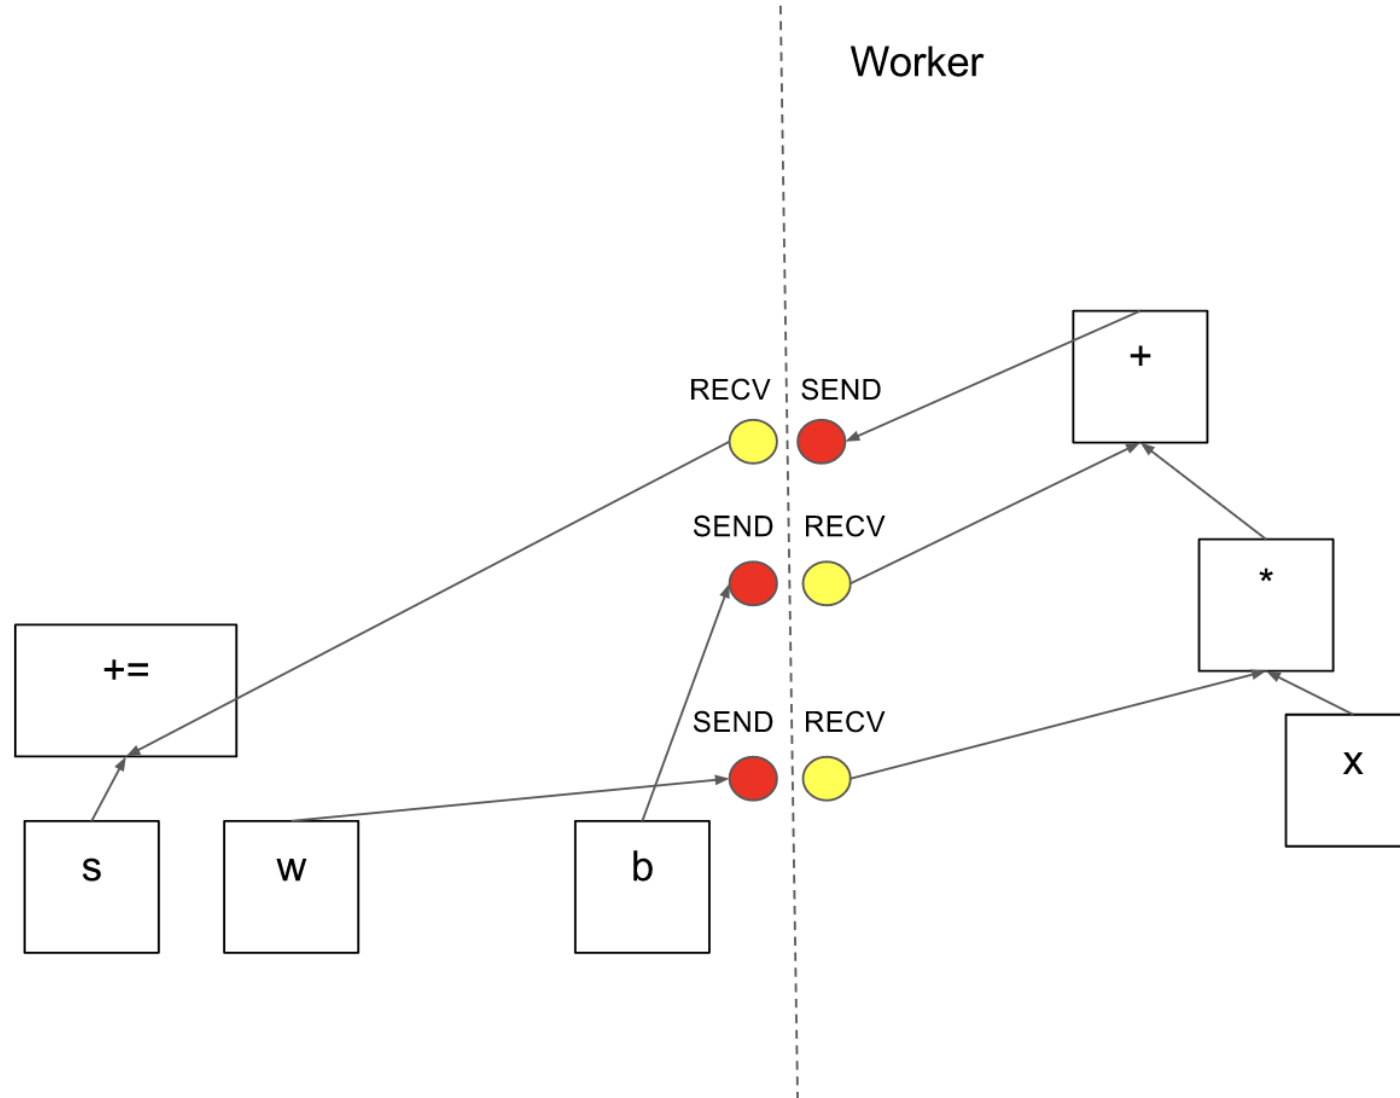 Worker
+
RECV SEND
SEND RECV
*
+=
SEND RECV
x
s
w
b